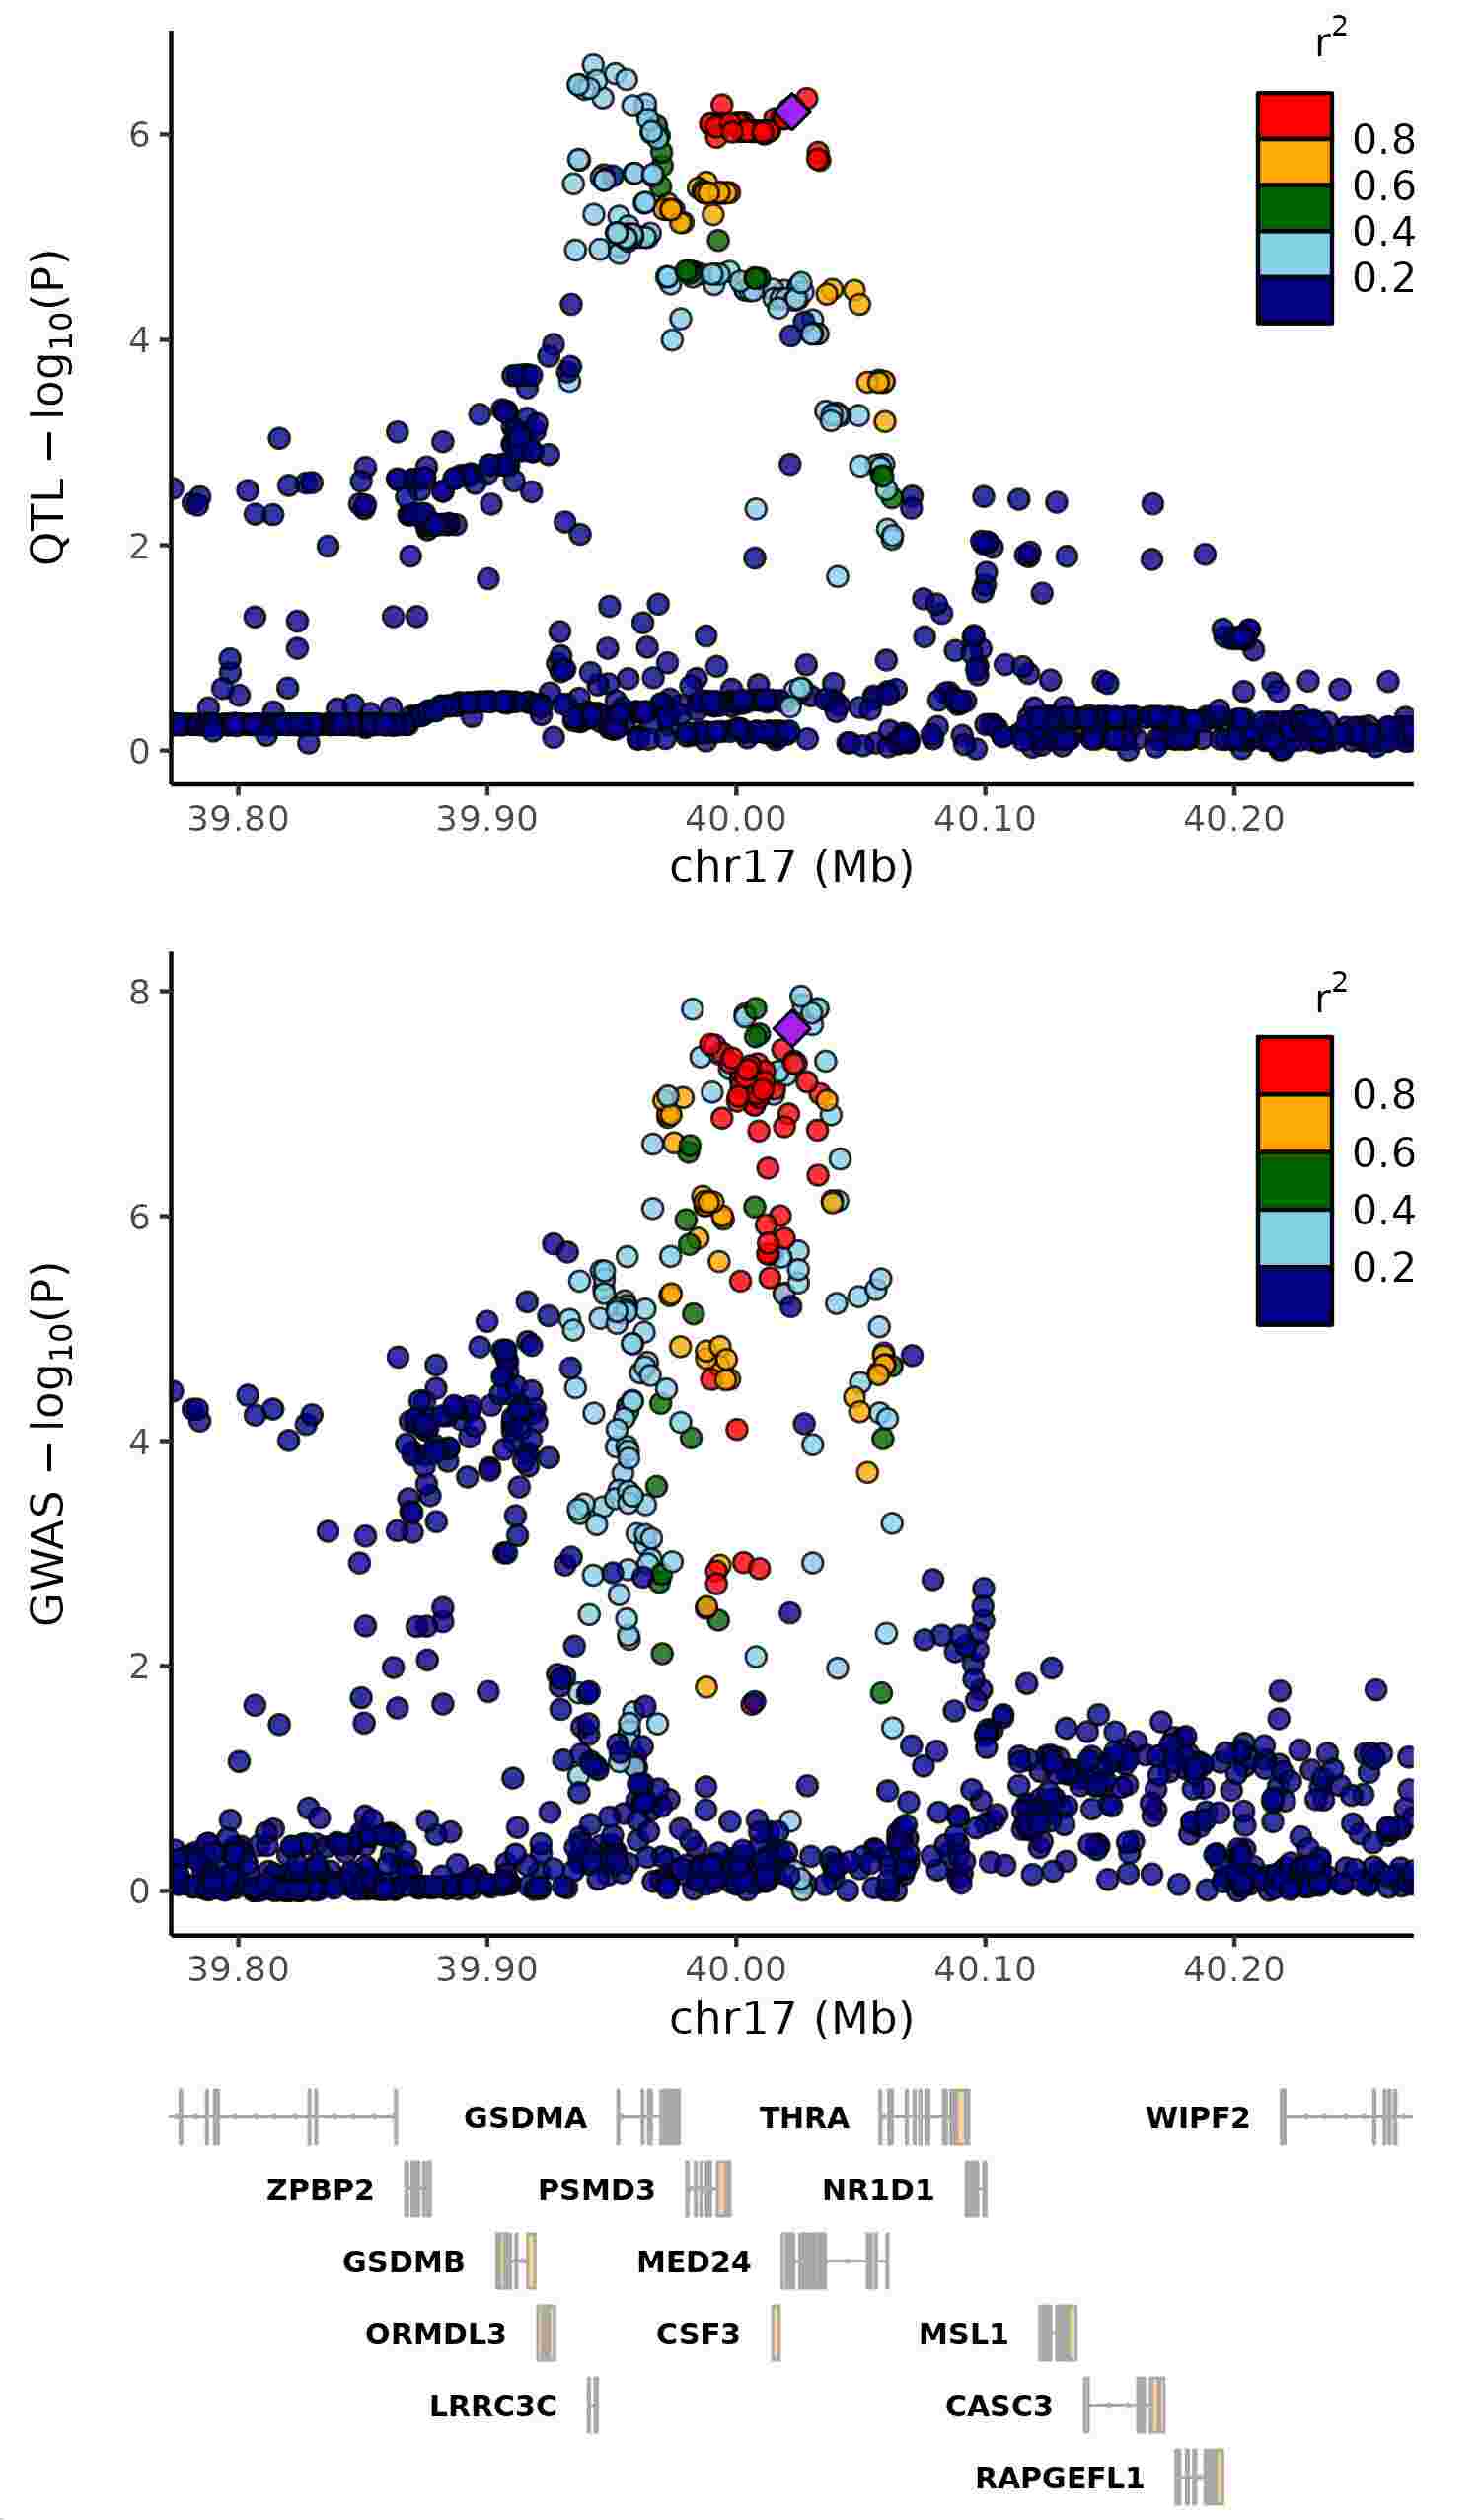 r2
0.8
0.6
0.4
0.2
6
4
2
0
QTL −log10(P)
39.80 39.90 40.00 40.10 40.20
chr17 (Mb)
r2
0.8
0.6
0.4
0.2
8
6
4
2
0
GWAS −log10(P)
39.80 39.90 40.00 40.10 40.20
chr17 (Mb)
GSDMA THRA WIPF2
ZPBP2 PSMD3 NR1D1
GSDMB MED24
ORMDL3 CSF3 MSL1
LRRC3C CASC3
RAPGEFL1